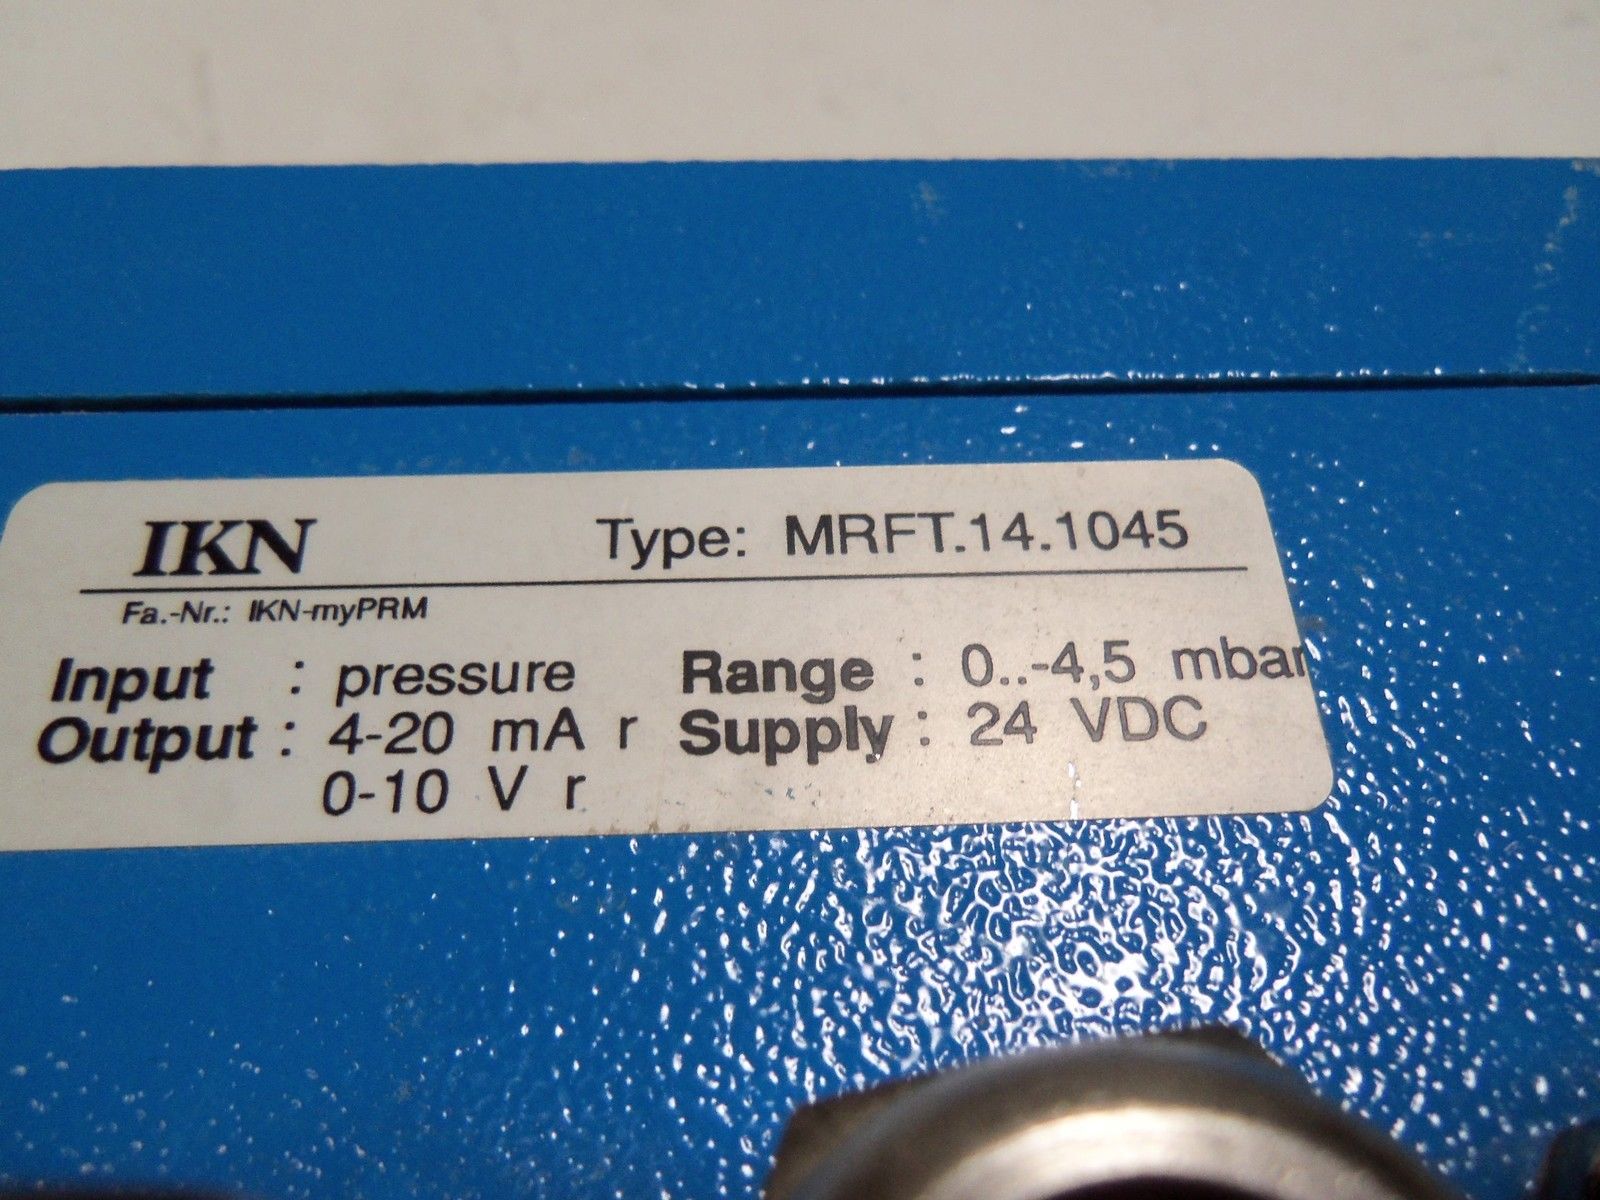 IKN Type: MRFT.14.1045
Fa.-Nr.: IKN-myPRM
Input : pressure Range : 0..-4,5 mbar
Output : 4-20 mA r Supply : 24 VDC
0-10 V r